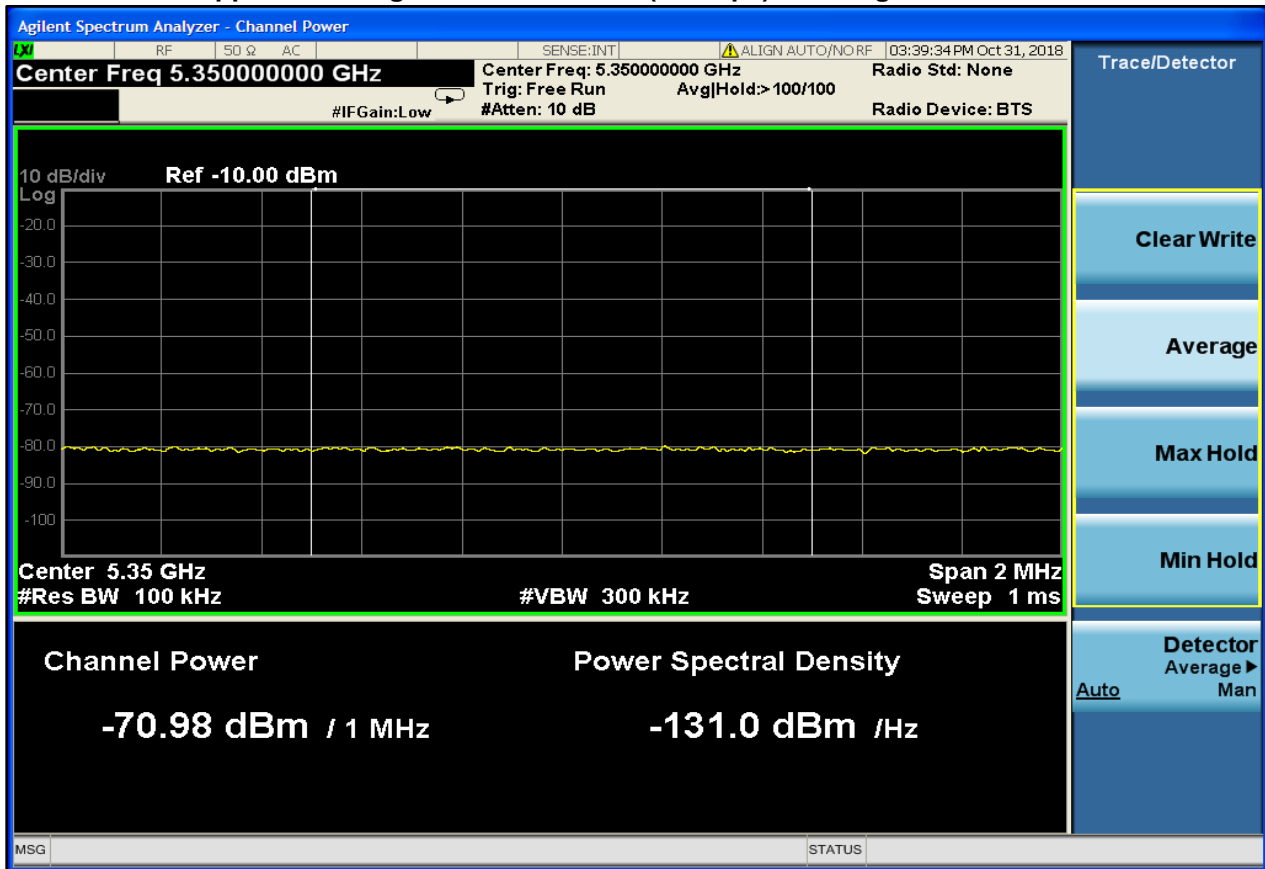 Agilent Spectrum Analyzer - Channel Power
LXI RF 50 Ω AC SENSE:INT ALIGN AUTO/NO RF 03:39:34 PM Oct 31, 2018
Center Freq 5.350000000 GHz
#IFGain:Low
Center Freq: 5.350000000 GHz
Trig: Free Run Avg|Hold:>100/100
#Atten: 10 dB
Radio Std: None
Radio Device: BTS
Trace/Detector
10 dB/div Ref -10.00 dBm
Log
-20.0
-30.0
-40.0
-50.0
-60.0
-70.0
-80.0
-90.0
-100
Center 5.35 GHz Span 2 MHz
#Res BW 100 kHz #VBW 300 kHz Sweep 1 ms
Channel Power Power Spectral Density
-70.98 dBm / 1 MHz -131.0 dBm /Hz
Clear Write
Average
Max Hold
Min Hold
Detector
Average▶
Auto Man
MSG STATUS